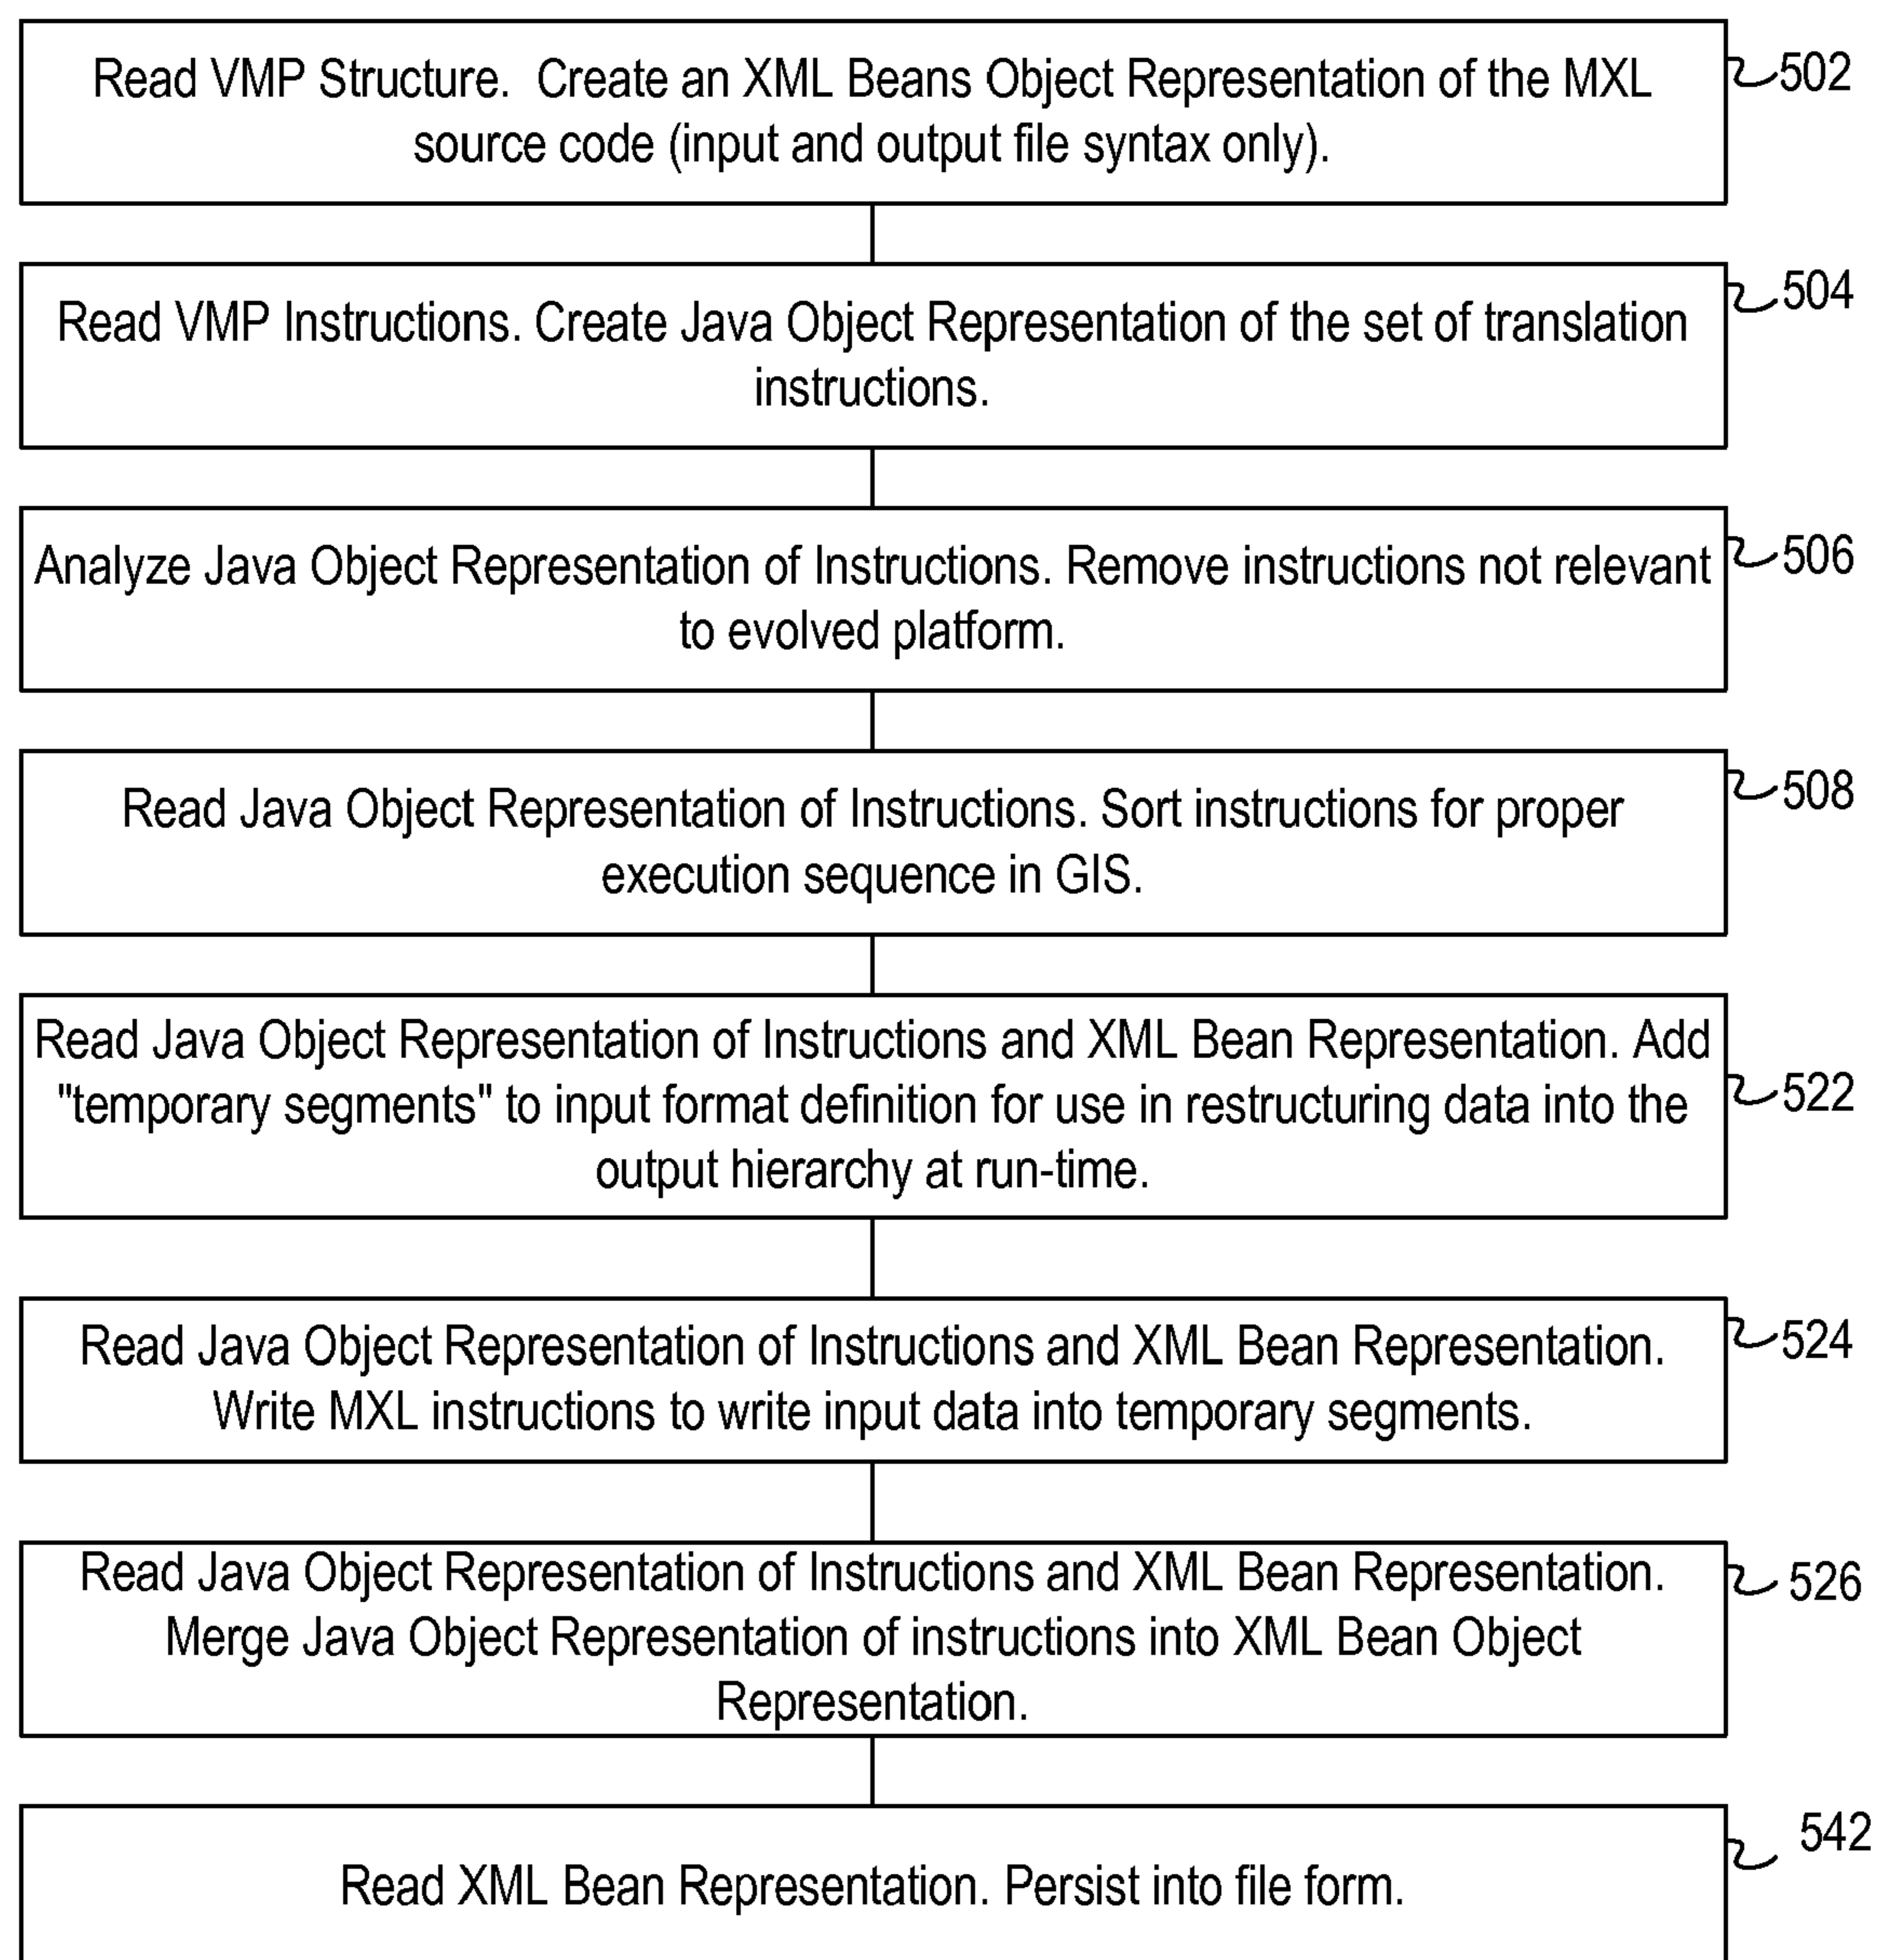 Read VMP Structure. Create an XML Beans Object Representation of the MXL
source code (input and output file syntax only).
502
Read VMP Instructions. Create Java Object Representation of the set of translation
instructions.
504
Analyze Java Object Representation of Instructions. Remove instructions not relevant
to evolved platform.
506
Read Java Object Representation of Instructions. Sort instructions for proper
execution sequence in GIS.
508
Read Java Object Representation of Instructions and XML Bean Representation. Add
"temporary segments" to input format definition for use in restructuring data into the
output hierarchy at run-time.
522
Read Java Object Representation of Instructions and XML Bean Representation.
Write MXL instructions to write input data into temporary segments.
524
Read Java Object Representation of Instructions and XML Bean Representation.
Merge Java Object Representation of instructions into XML Bean Object
Representation.
526
Read XML Bean Representation. Persist into file form.
542